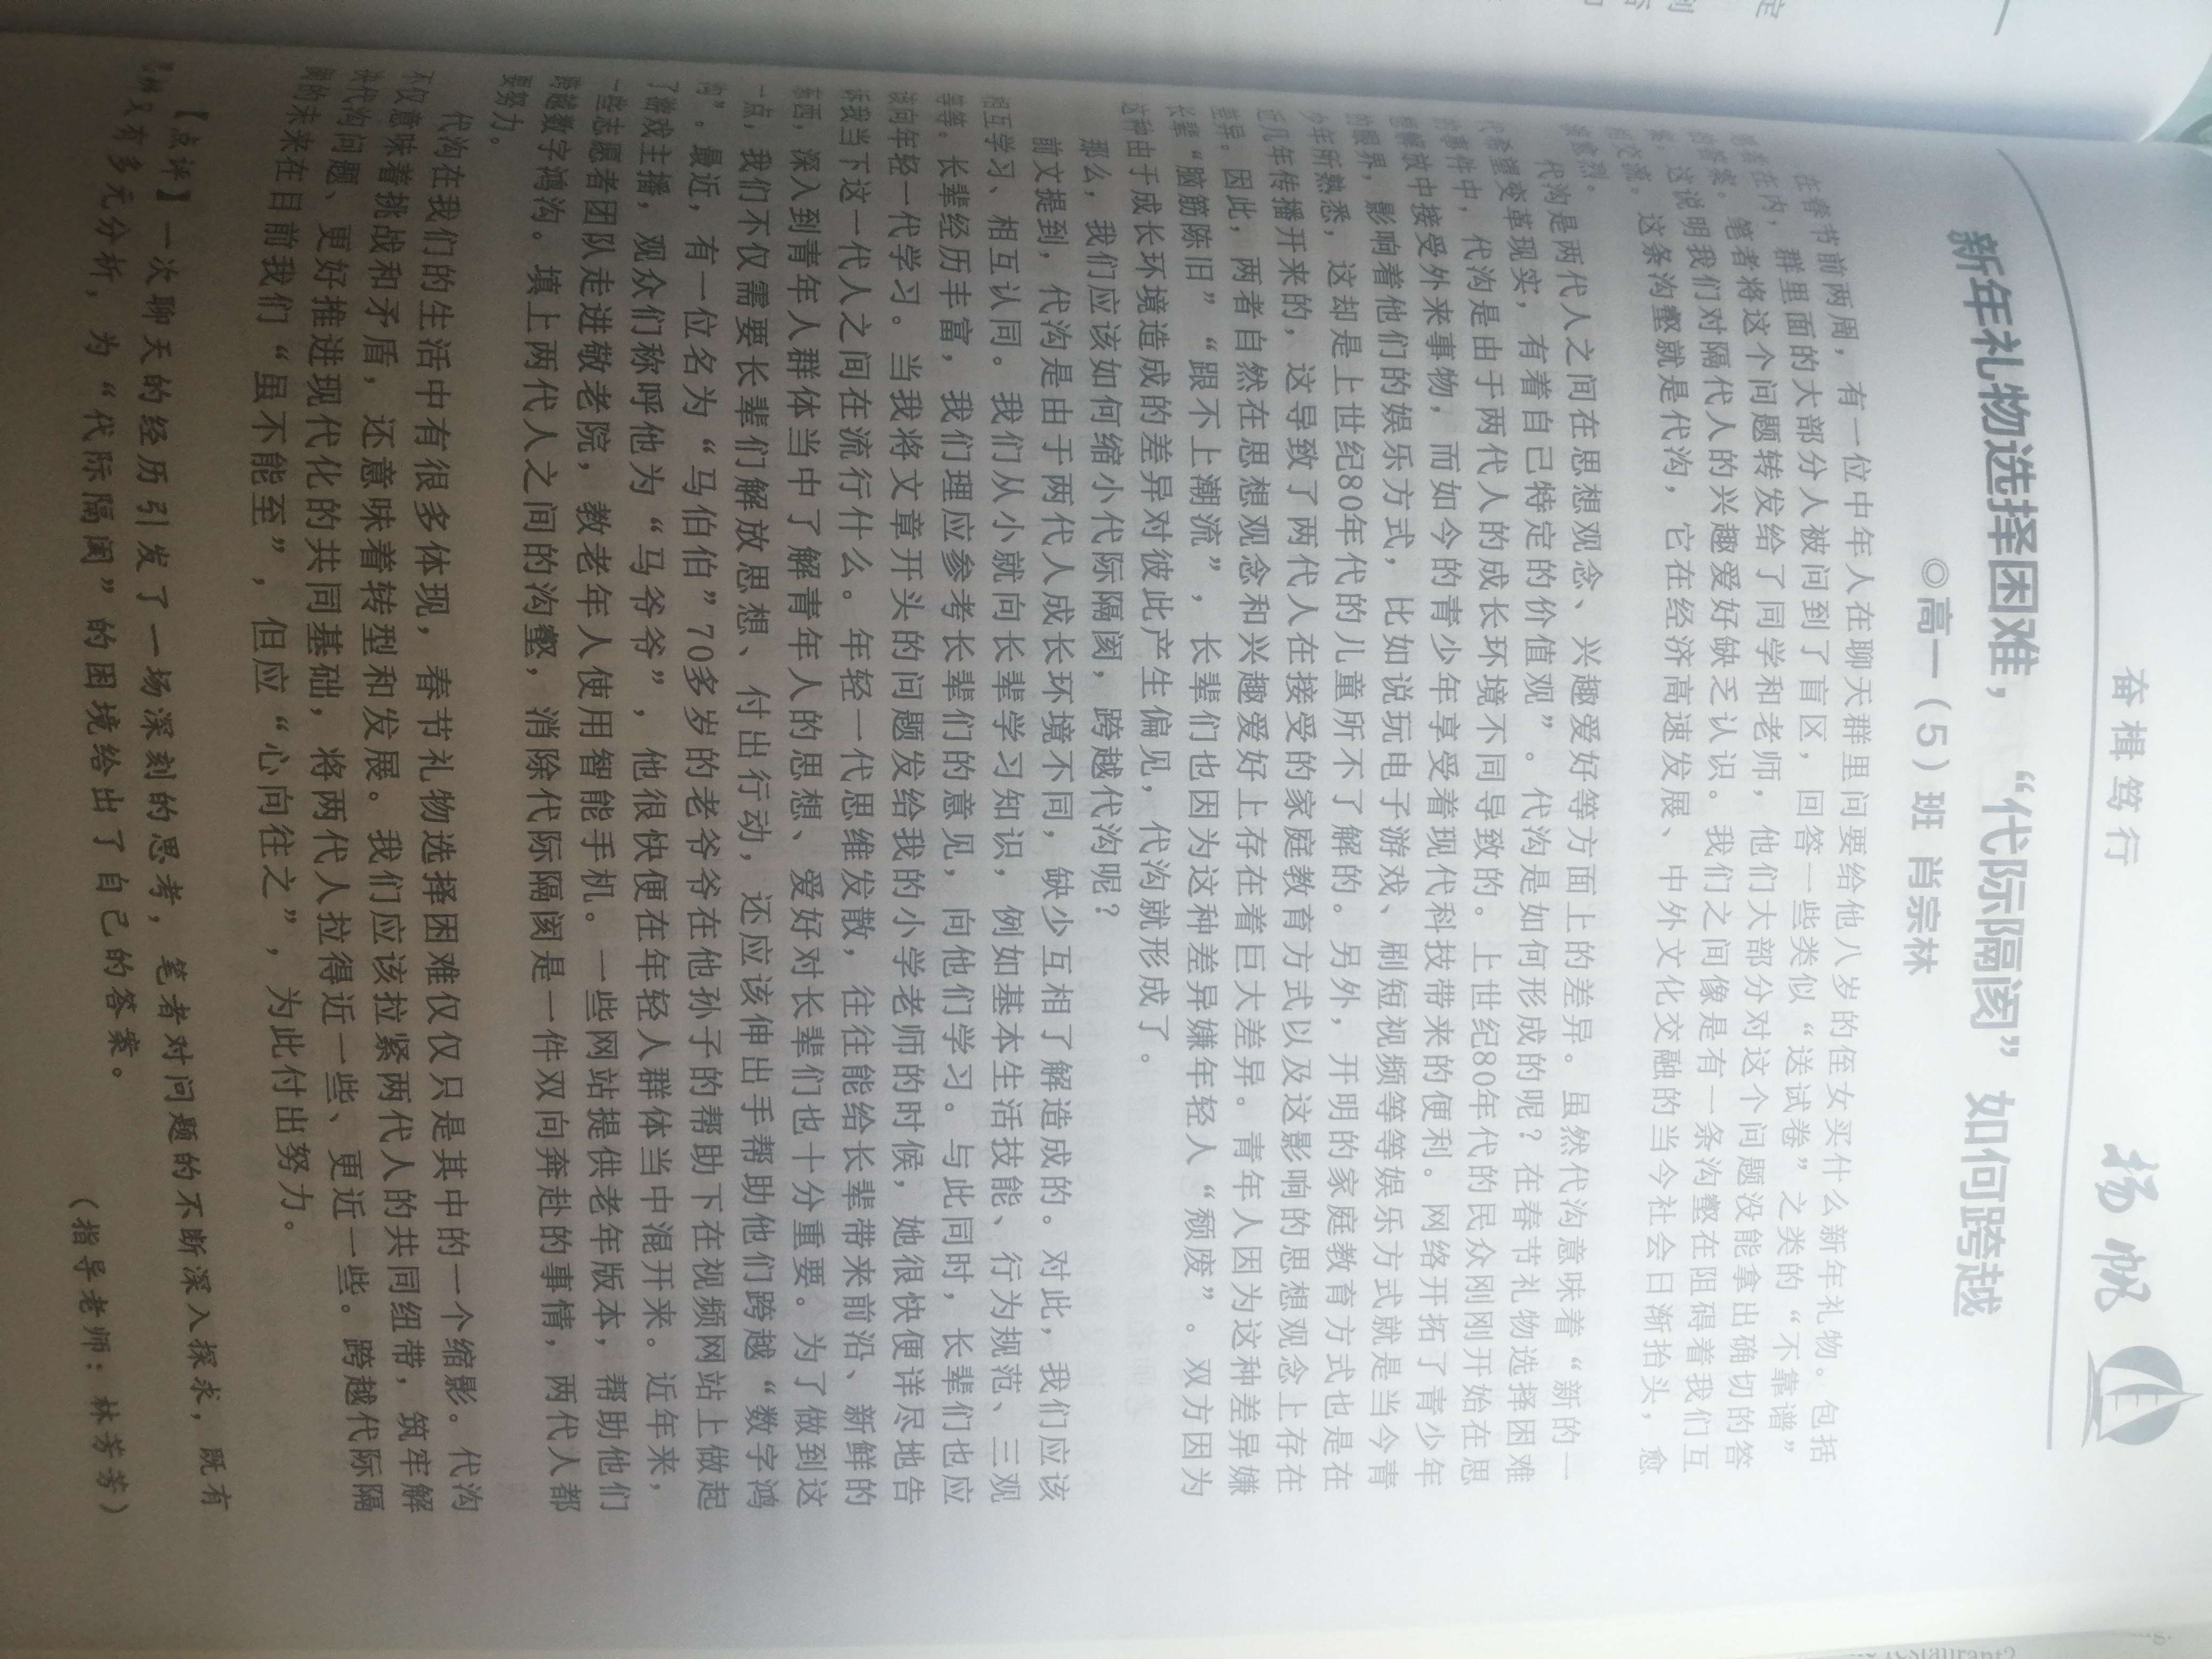 奋楫笃行
扬帆
新年礼物选择困难，“代际隔阂”如何跨越
◎高一（5）班 肖宗林
在春节前两周，有一位中年人在聊天群里问要给他八岁的侄女买什么新年礼物。包括
笔者在内，群里面的大部分人被问到了盲区，回答一些类似“送试卷”之类的“不靠谱”
的答案。笔者将这个问题转发给了同学和老师，他们大部分对这个问题没能拿出确切的答
案。这说明我们对隔代人的兴趣爱好缺乏认识。我们之间像是有一条沟壑在阻碍着我们互
相交流。这条沟壑就是代沟，它在经济高速发展、中外文化交融的当今社会日渐抬头，愈
演愈烈。
代沟是两代人之间在思想观念、兴趣爱好等方面上的差异。虽然代沟意味着“新的一
代希望变革现实，有着自己特定的价值观”。代沟是如何形成的呢？在春节礼物选择困难
的事件中，代沟是由于两代人的成长环境不同导致的。上世纪80年代的民众刚刚开始在思
想解放中接受外来事物，而如今的青少年享受着现代科技带来的便利。网络开拓了青少年
的眼界，影响着他们的娱乐方式，比如说玩电子游戏、刷短视频等等娱乐方式就是当今青
少年所熟悉，这却是上世纪80年代的儿童所不了解的。另外，开明的家庭教育方式也是在
近几年传播开来的，这导致了两代人在接受的家庭教育方式以及这影响的思想观念上存在
差异。因此，两者自然在思想观念和兴趣爱好上存在着巨大差异。青年人因为这种差异嫌
长辈“脑筋陈旧”“跟不上潮流”，长辈们也因为这种差异嫌年轻人“颓废”。双方因为
这种由于成长环境造成的差异对彼此产生偏见，代沟就形成了。
那么，我们应该如何缩小代际隔阂，跨越代沟呢？
前文提到，代沟是由于两代人成长环境不同，缺少互相了解造成的。对此，我们应该
相互学习、相互认同。我们从小就向长辈学习知识，例如基本生活技能、行为规范、三观
等等。长辈经历丰富，我们理应参考长辈们的意见，向他们学习。与此同时，长辈们也应
该向年轻一代学习。当我将文章开头的问题发给我的小学老师的时候，她很快便详尽地告
诉我当下这一代人之间在流行什么。年轻一代思维发散，往往能给长辈带来前沿、新鲜的
东西，深入到青年人群体当中了解青年人的思想、爱好对长辈们也十分重要。为了做到这
一点，我们不仅需要长辈们解放思想、付出行动，还应该伸出手帮助他们跨越“数字鸿
沟”。最近，有一位名为“马伯伯”70多岁的老爷爷在他孙子的帮助下在视频网站上做起
了游戏主播，观众们称呼他为“马爷爷”，他很快便在年轻人群体当中混开来。近年来，
一些志愿者团队走进敬老院，教老年人使用智能手机。一些网站提供老年版本，帮助他们
跨越数字鸿沟。填上两代人之间的沟壑，消除代际隔阂是一件双向奔赴的事情，两代人都
要努力。
代沟在我们的生活中有很多体现，春节礼物选择困难仅仅只是其中的一个缩影。代沟
不仅意味着挑战和矛盾，还意味着转型和发展。我们应该拉紧两代人的共同纽带，筑牢解
决代沟问题、更好推进现代化的共同基础，将两代人拉得近一些、更近一些。跨越代际隔
阂的未来在目前我们“虽不能至”，但应“心向往之”，为此付出努力。
【点评】一次聊天的经历引发了一场深刻的思考，笔者对问题的不断深入探求，既有
又有多元分析，为“代际隔阂”的困境给出了自己的答案。
（指导老师：林芳芳）